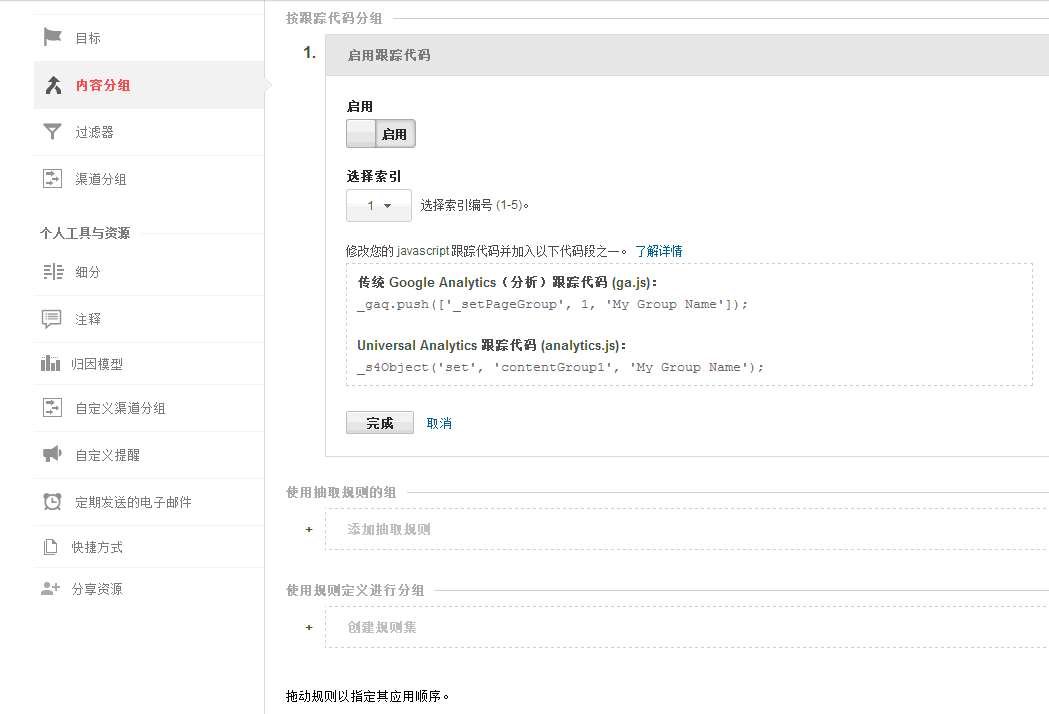 目标
内容分组
过滤器
渠道分组
个人工具与资源
细分
注释
归因模型
自定义渠道分组
自定义提醒
定期发送的电子邮件
快捷方式
分享资源
按跟踪代码分组
1.
启用跟踪代码
启用
启用
选择索引
1
选择索引编号 (1-5)。
修改您的 javascript 跟踪代码并加入以下代码段之一。 了解详情
传统 Google Analytics（分析）跟踪代码 (ga.js)：
_gaq.push(['_setPageGroup', 1, 'My Group Name']);
Universal Analytics 跟踪代码 (analytics.js)：
_s4Object('set', 'contentGroup1', 'My Group Name');
完成
取消
使用抽取规则的组
+ 添加抽取规则
使用规则定义进行分组
+ 创建规则集
拖动规则以指定其应用顺序。